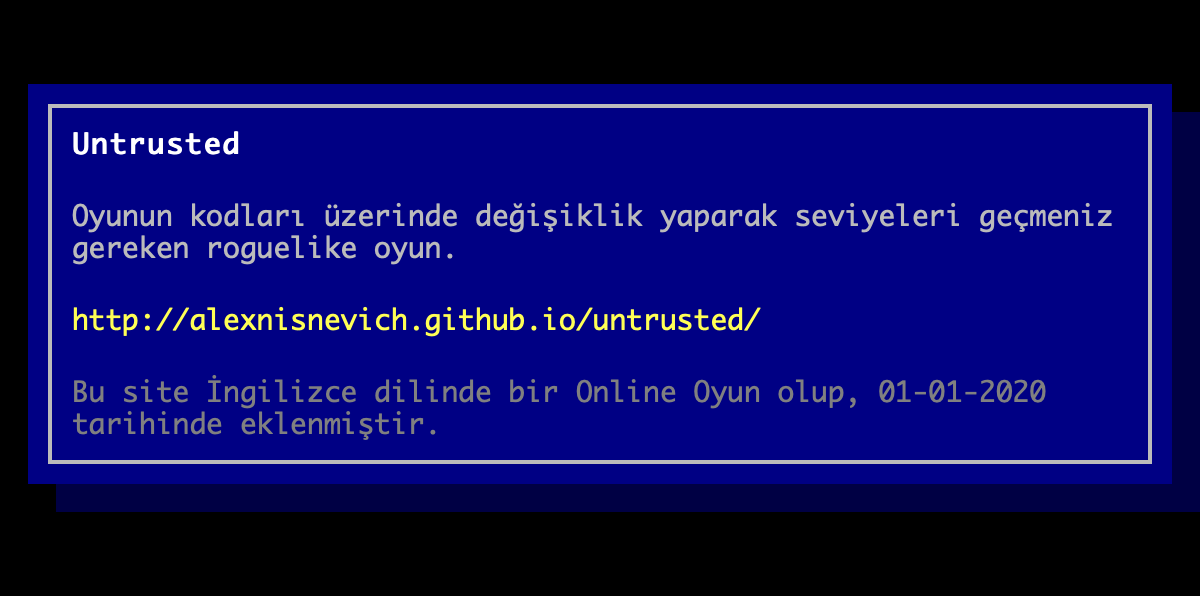 Untrusted
Oyunun kodları üzerinde değişiklik yaparak seviyeleri geçmeniz
gereken roguelike oyun.
http://alexnisnevich.github.io/untrusted/
Bu site İngilizce dilinde bir Online Oyun olup, 01-01-2020
tarihinde eklenmiştir.